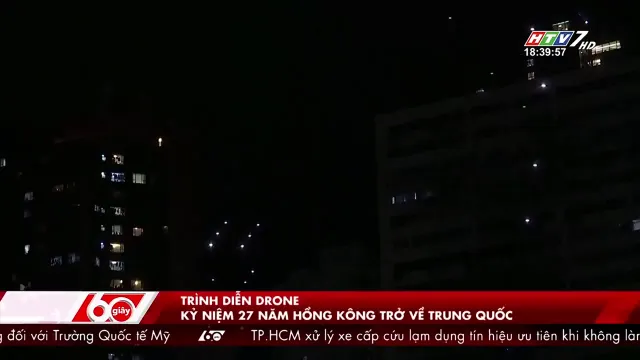 HTV7 HD
18:39:57
60 giây
TRÌNH DIỄN DRONE
KỶ NIỆM 27 NĂM HỒNG KÔNG TRỞ VỀ TRUNG QUỐC
g đối với Trường Quốc tế Mỹ 60 TP.HCM xử lý xe cấp cứu lạm dụng tín hiệu ưu tiên khi không làn